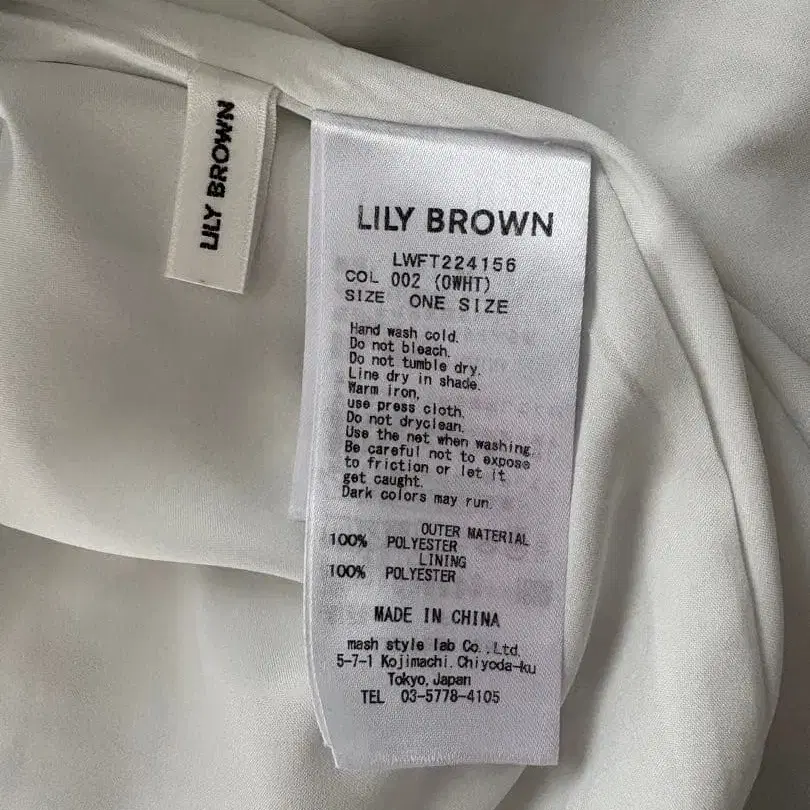 LILY BROWN
LILY BROWN
LWFT224156
COL 002 (OWHT)
SIZE ONE SIZE
Hand wash cold.
Do not bleach.
Do not tumble dry.
Line dry in shade.
Warm iron,
use press cloth.
Do not dryclean.
Use the net when washing.
Be careful not to expose
to friction or let it
get caught.
Dark colors may run.
OUTER MATERIAL
100% POLYESTER
LINING
100% POLYESTER
MADE IN CHINA
mash style lab Co.,Ltd.
5-7-1 Kojimachi.Chiyoda-ku
Tokyo,Japan
TEL 03-5778-4105